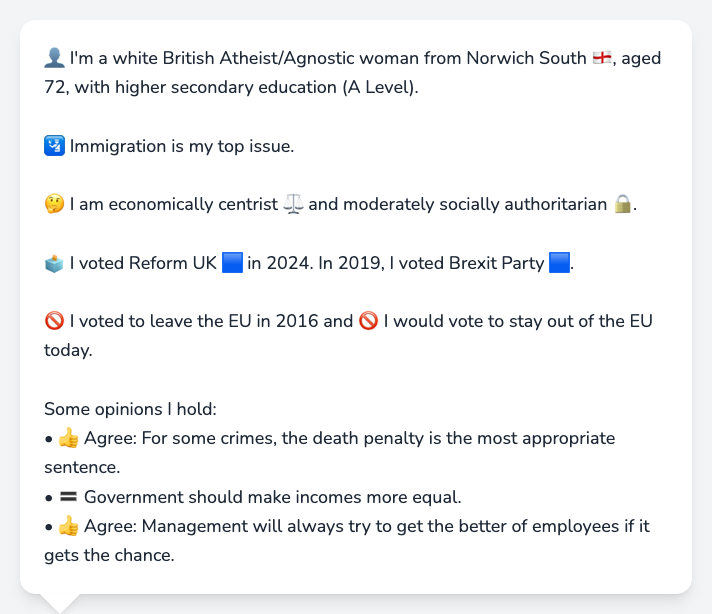 👤 I'm a white British Atheist/Agnostic woman from Norwich South 🏴󠁧󠁢󠁥󠁮󠁧󠁿, aged
72, with higher secondary education (A Level).
🛂 Immigration is my top issue.
🤔 I am economically centrist ⚖️ and moderately socially authoritarian 🔒.
🗳️ I voted Reform UK 🟦 in 2024. In 2019, I voted Brexit Party 🟦.
🚫 I voted to leave the EU in 2016 and 🚫 I would vote to stay out of the EU
today.
Some opinions I hold:
• 👍 Agree: For some crimes, the death penalty is the most appropriate
sentence.
• 🟰 Government should make incomes more equal.
• 👍 Agree: Management will always try to get the better of employees if it
gets the chance.